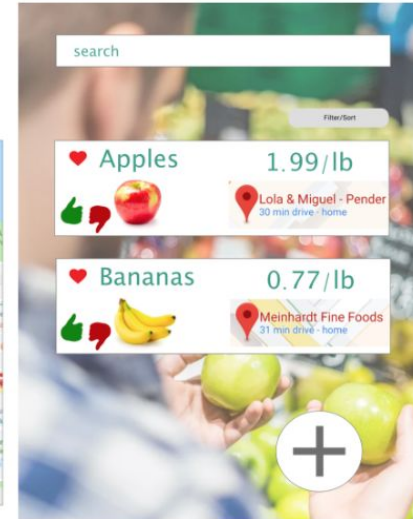 search
Filter/Sort
Apples
1.99/lb
Lola & Miguel - Pender
30 min drive - home
Bananas
0.77/lb
Meinhardt Fine Foods
31 min drive - home